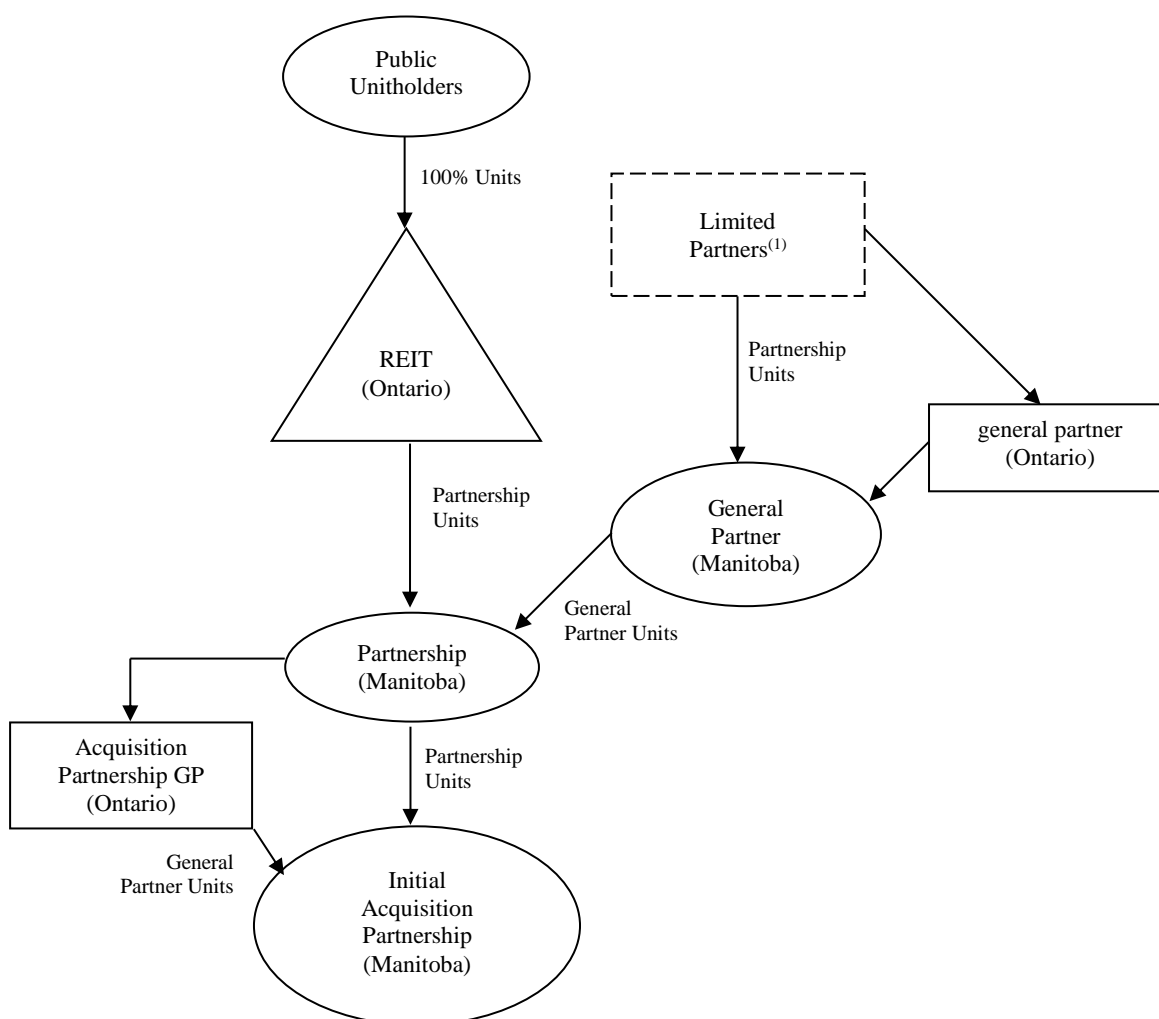 Public
Unitholders
100% Units
Limited
Partners(1)
REIT
(Ontario)
Partnership
Units
general partner
(Ontario)
Partnership
Units
General
Partner
(Manitoba)
General
Partner Units
Partnership
(Manitoba)
Acquisition
Partnership GP
(Ontario)
Partnership
Units
General
Partner Units
Initial
Acquisition
Partnership
(Manitoba)